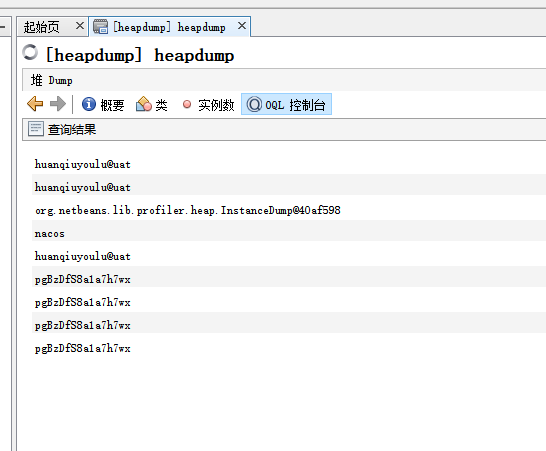 起始页
[heapdump] heapdump
[heapdump] heapdump
堆 Dump
概要 类 实例数 OQL 控制台
查询结果
huanqiuyoulu@uat
huanqiuyoulu@uat
org.netbeans.lib.profiler.heap.InstanceDump@40af598
nacos
huanqiuyoulu@uat
pgBzDfS8a1a7h7wx
pgBzDfS8a1a7h7wx
pgBzDfS8a1a7h7wx
pgBzDfS8a1a7h7wx